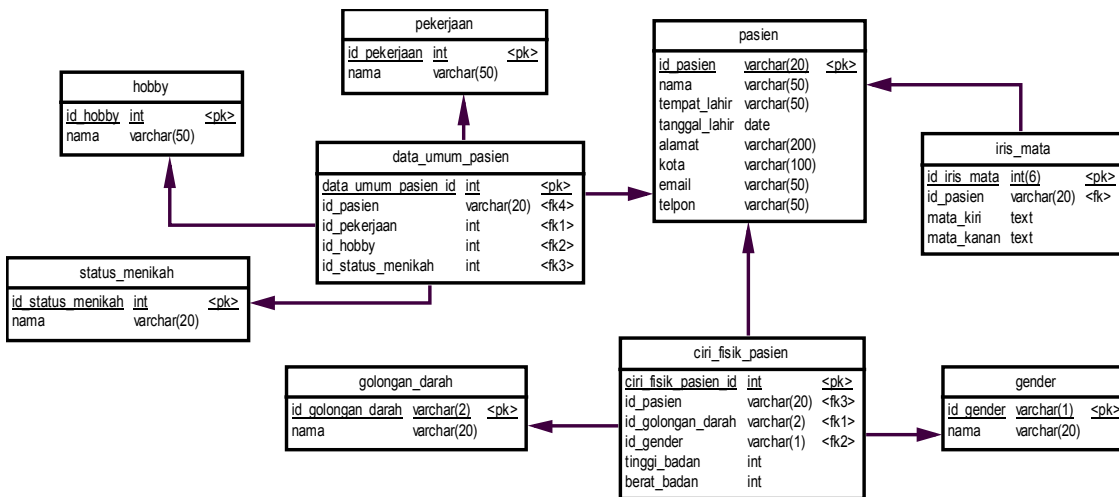 pekerjaan
id_pekerjaan int <pk>
nama varchar(50)
pasien
id_pasien varchar(20) <pk>
nama varchar(50)
tempat_lahir varchar(50)
tanggal_lahir date
alamat varchar(200)
kota varchar(100)
email varchar(50)
telpon varchar(50)
hobby
id_hobby int <pk>
nama varchar(50)
data_umum_pasien
data_umum_pasien_id int <pk>
id_pasien varchar(20) <fk4>
id_pekerjaan int <fk1>
id_hobby int <fk2>
id_status_menikah int <fk3>
iris_mata
id_iris_mata int(6) <pk>
id_pasien varchar(20) <fk>
mata_kiri text
mata_kanan text
status_menikah
id_status_menikah int <pk>
nama varchar(20)
ciri_fisik_pasien
ciri_fisik_pasien_id int <pk>
id_pasien varchar(20) <fk3>
id_golongan_darah varchar(2) <fk1>
id_gender varchar(1) <fk2>
tinggi_badan int
berat_badan int
golongan_darah
id_golongan_darah varchar(2) <pk>
nama varchar(20)
gender
id_gender varchar(1) <pk>
nama varchar(20)